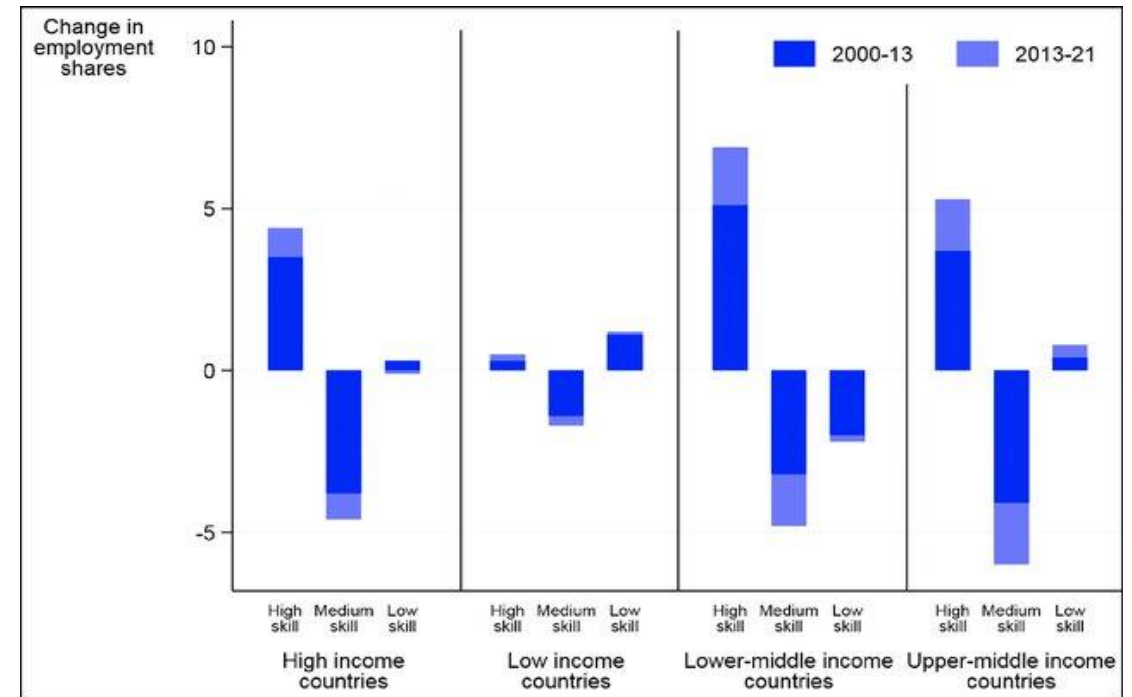 Change in
employment
shares
10
5
0
-5
2000-13 2013-21
High Medium Low High Medium Low High Medium Low High Medium Low
skill skill skill skill skill skill skill skill skill skill skill skill
High income Low income Lower-middle income Upper-middle income
countries countries countries countries